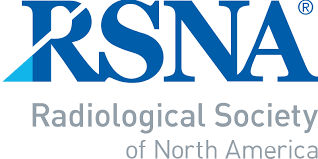 RSNA®
Radiological Society
of North America